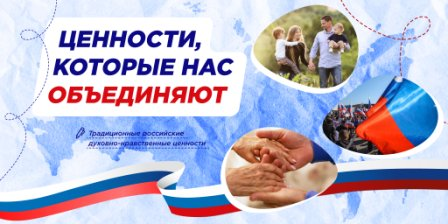 ЦЕННОСТИ,
КОТОРЫЕ НАС
ОБЪЕДИНЯЮТ
Традиционные российские
духовно-нравственные ценности